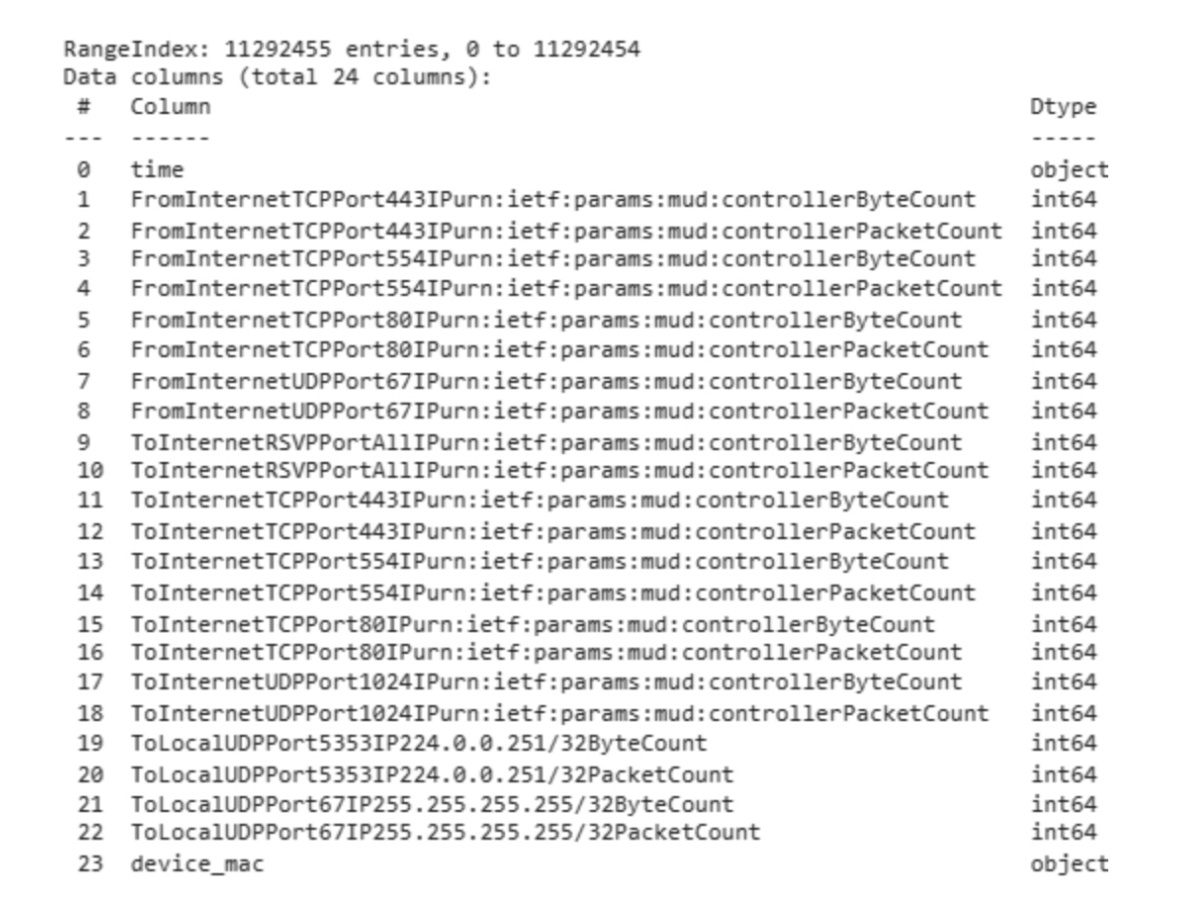 RangeIndex: 11292455 entries, 0 to 11292454
Data columns (total 24 columns):
 #   Column                                                            Dtype
---  ------                                                            -----
 0   time                                                              object
 1   FromInternetTCPPort443IPurn:ietf:params:mud:controllerByteCount   int64
 2   FromInternetTCPPort443IPurn:ietf:params:mud:controllerPacketCount int64
 3   FromInternetTCPPort554IPurn:ietf:params:mud:controllerByteCount   int64
 4   FromInternetTCPPort554IPurn:ietf:params:mud:controllerPacketCount int64
 5   FromInternetTCPPort80IPurn:ietf:params:mud:controllerByteCount    int64
 6   FromInternetTCPPort80IPurn:ietf:params:mud:controllerPacketCount  int64
 7   FromInternetUDPPort67IPurn:ietf:params:mud:controllerByteCount    int64
 8   FromInternetUDPPort67IPurn:ietf:params:mud:controllerPacketCount  int64
 9   ToInternetRSVPPortAllIPurn:ietf:params:mud:controllerByteCount    int64
 10  ToInternetRSVPPortAllIPurn:ietf:params:mud:controllerPacketCount  int64
 11  ToInternetTCPPort443IPurn:ietf:params:mud:controllerByteCount     int64
 12  ToInternetTCPPort443IPurn:ietf:params:mud:controllerPacketCount   int64
 13  ToInternetTCPPort554IPurn:ietf:params:mud:controllerByteCount     int64
 14  ToInternetTCPPort554IPurn:ietf:params:mud:controllerPacketCount   int64
 15  ToInternetTCPPort80IPurn:ietf:params:mud:controllerByteCount      int64
 16  ToInternetTCPPort80IPurn:ietf:params:mud:controllerPacketCount    int64
 17  ToInternetUDPPort1024IPurn:ietf:params:mud:controllerByteCount    int64
 18  ToInternetUDPPort1024IPurn:ietf:params:mud:controllerPacketCount  int64
 19  ToLocalUDPPort5353IP224.0.0.251/32ByteCount                       int64
 20  ToLocalUDPPort5353IP224.0.0.251/32PacketCount                     int64
 21  ToLocalUDPPort67IP255.255.255.255/32ByteCount                     int64
 22  ToLocalUDPPort67IP255.255.255.255/32PacketCount                   int64
 23  device_mac                                                        object